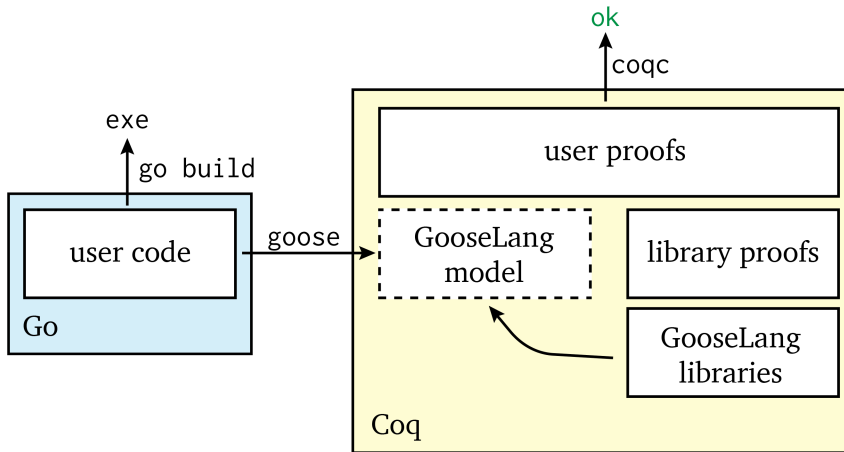 ok
coqc
user proofs
exe
go build
user code
goose
GooseLang
model
library proofs
Go
GooseLang
libraries
Coq